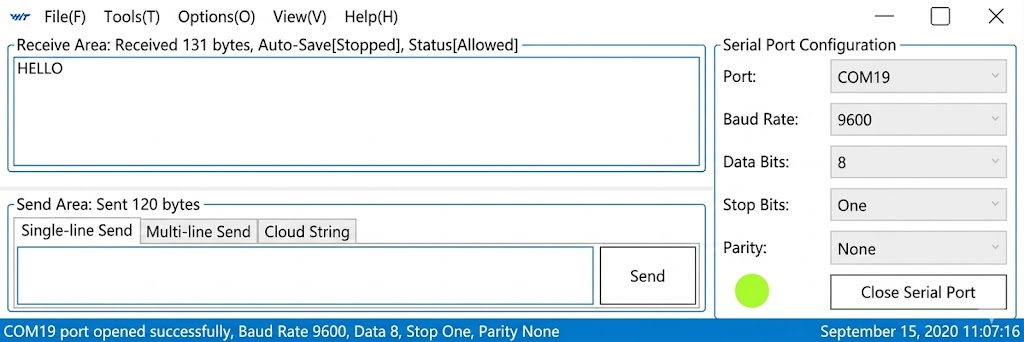 File(F) Tools(T) Options(O) View(V) Help(H)
Receive Area: Received 131 bytes, Auto-Save[Stopped], Status[Allowed]
HELLO
Send Area: Sent 120 bytes
Single-line Send Multi-line Send Cloud String
Send
Serial Port Configuration
Port: COM19
Baud Rate: 9600
Data Bits: 8
Stop Bits: One
Parity: None
Close Serial Port
COM19 port opened successfully, Baud Rate 9600, Data 8, Stop One, Parity None
September 15, 2020 11:07:16